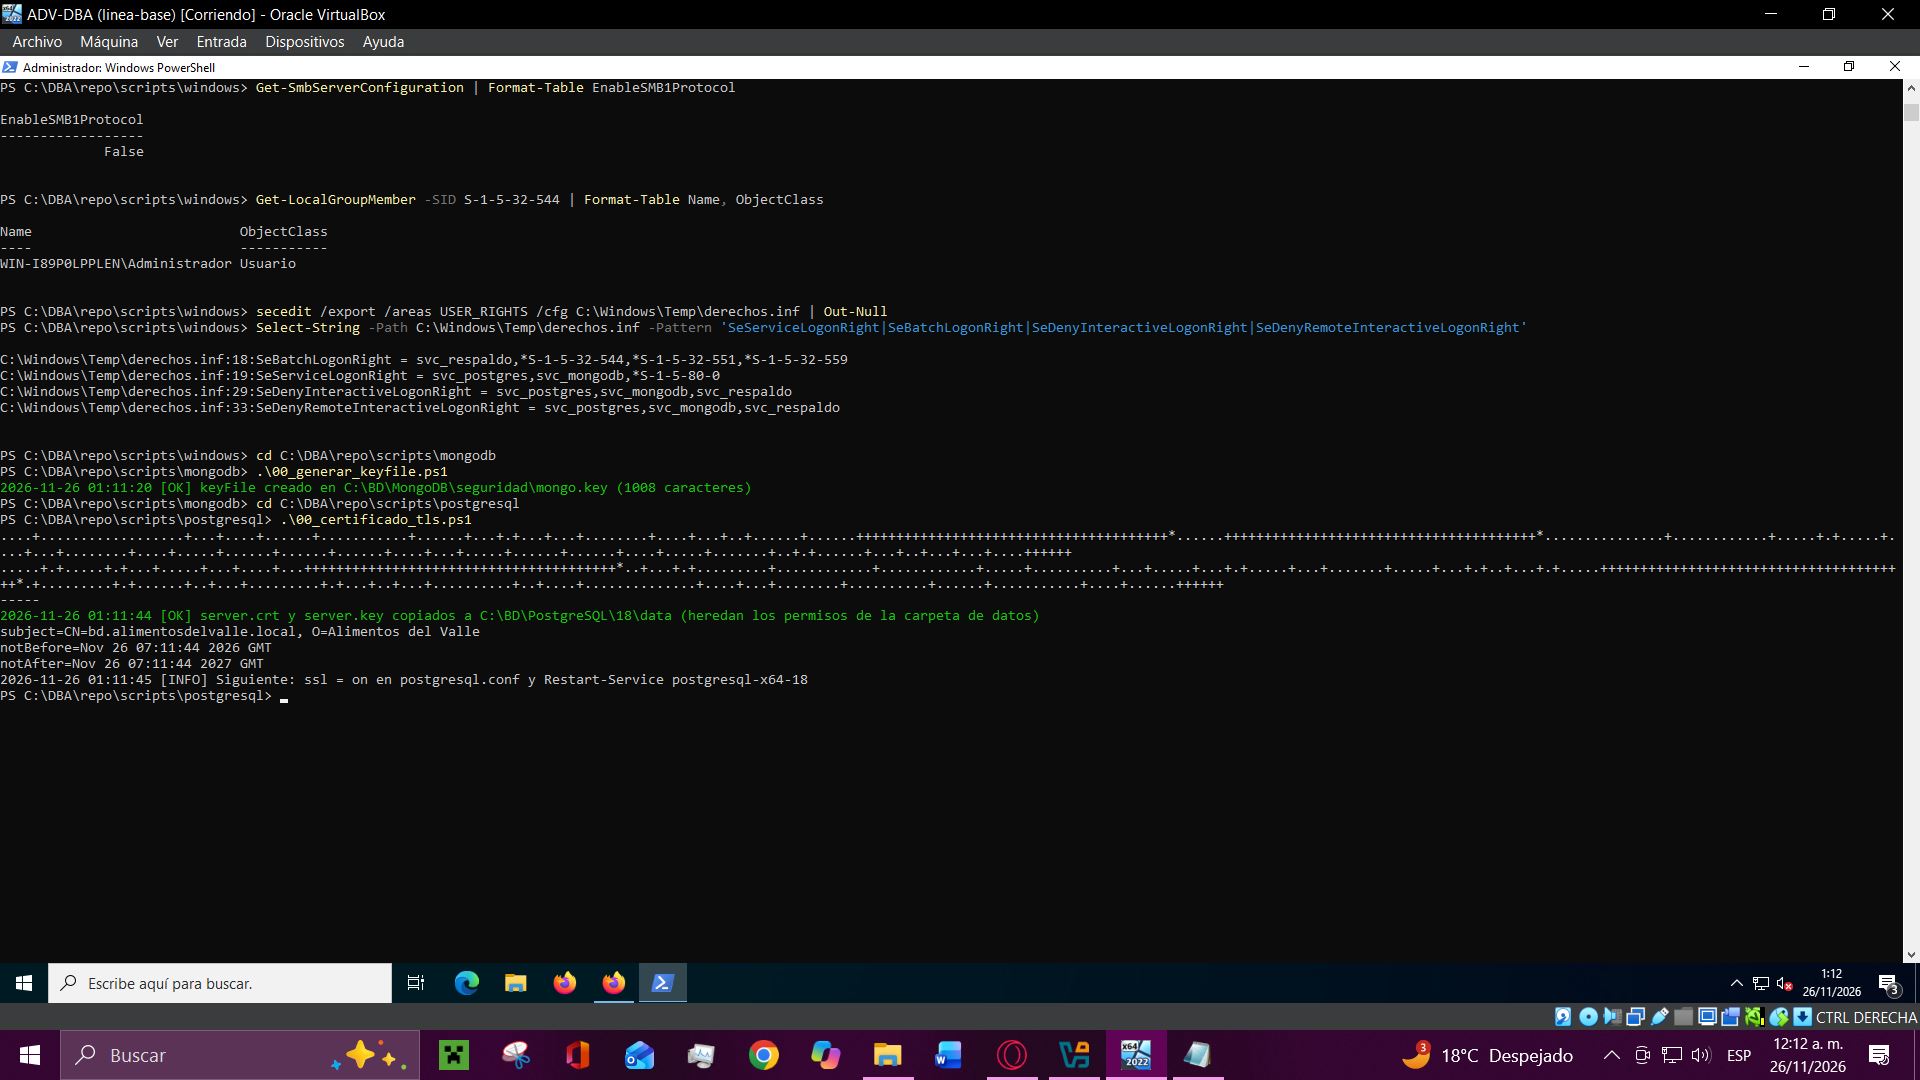 ADV-DBA (linea-base) [Corriendo] - Oracle VirtualBox
Archivo Máquina Ver Entrada Dispositivos Ayuda
Administrador: Windows PowerShell
PS C:\DBA\repo\scripts\windows> Get-SmbServerConfiguration | Format-Table EnableSMB1Protocol
EnableSMB1Protocol
------------------
False
PS C:\DBA\repo\scripts\windows> Get-LocalGroupMember -SID S-1-5-32-544 | Format-Table Name, ObjectClass
Name ObjectClass
---- -----------
WIN-I89P0LPPLEN\Administrador Usuario
PS C:\DBA\repo\scripts\windows> secedit /export /areas USER_RIGHTS /cfg C:\Windows\Temp\derechos.inf | Out-Null
PS C:\DBA\repo\scripts\windows> Select-String -Path C:\Windows\Temp\derechos.inf -Pattern 'SeServiceLogonRight|SeBatchLogonRight|SeDenyInteractiveLogonRight|SeDenyRemoteInteractiveLogonRight'
C:\Windows\Temp\derechos.inf:18:SeBatchLogonRight = svc_respaldo,*S-1-5-32-544,*S-1-5-32-551,*S-1-5-32-559
C:\Windows\Temp\derechos.inf:19:SeServiceLogonRight = svc_postgres,svc_mongodb,*S-1-5-80-0
C:\Windows\Temp\derechos.inf:29:SeDenyInteractiveLogonRight = svc_postgres,svc_mongodb,svc_respaldo
C:\Windows\Temp\derechos.inf:33:SeDenyRemoteInteractiveLogonRight = svc_postgres,svc_mongodb,svc_respaldo
PS C:\DBA\repo\scripts\windows> cd C:\DBA\repo\scripts\mongodb
PS C:\DBA\repo\scripts\mongodb> .\00_generar_keyfile.ps1
2026-11-26 01:11:20 [OK] keyFile creado en C:\BD\MongoDB\seguridad\mongo.key (1008 caracteres)
PS C:\DBA\repo\scripts\mongodb> cd C:\DBA\repo\scripts\postgresql
PS C:\DBA\repo\scripts\postgresql> .\00_certificado_tls.ps1
-----
2026-11-26 01:11:44 [OK] server.crt y server.key copiados a C:\BD\PostgreSQL\18\data (heredan los permisos de la carpeta de datos)
subject=CN=bd.alimentosdelvalle.local, O=Alimentos del Valle
notBefore=Nov 26 07:11:44 2026 GMT
notAfter=Nov 26 07:11:44 2027 GMT
2026-11-26 01:11:45 [INFO] Siguiente: ssl = on en postgresql.conf y Restart-Service postgresql-x64-18
PS C:\DBA\repo\scripts\postgresql>
Escribe aquí para buscar.
1:12
26/11/2026
3
CTRL DERECHA
Buscar
3
18°C Despejado
ESP
12:12 a. m.
26/11/2026